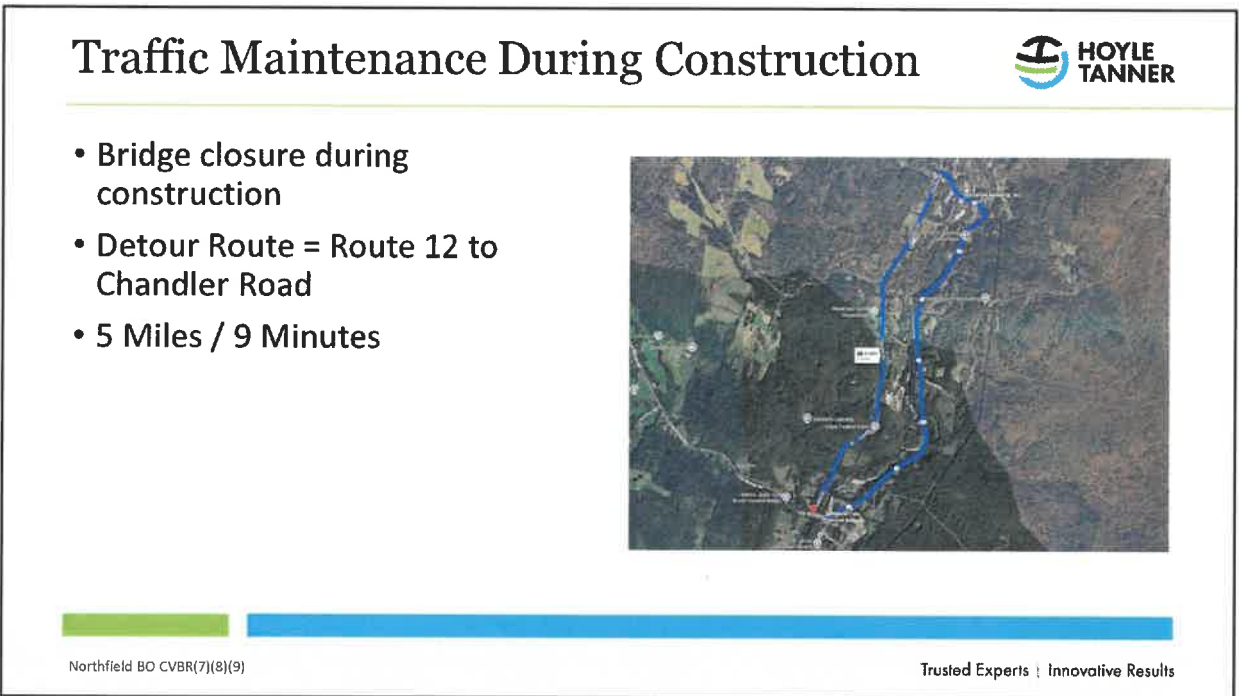 Traffic Maintenance During Construction
HOYLE
TANNER
• Bridge closure during
construction
• Detour Route = Route 12 to
Chandler Road
• 5 Miles / 9 Minutes
Northfield BO CVBR(7)(8)(9)
Trusted Experts | Innovative Results